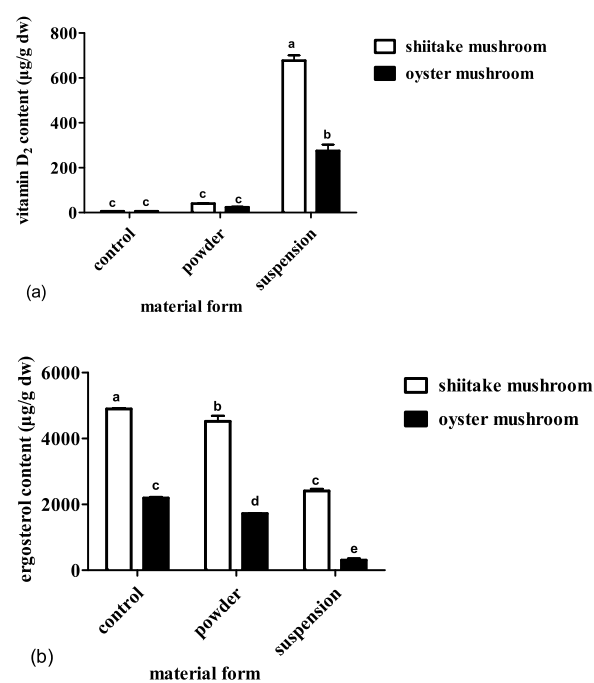 vitamin D2 content (µg/g dw)
800
600
400
200
0
a
b
c c
c c
control
powder
suspension
material form
shiitake mushroom
oyster mushroom
(a)
ergosterol content (µg/g dw)
6000
4000
2000
0
a
c
b
d
c
e
control
powder
suspension
material form
shiitake mushroom
oyster mushroom
(b)